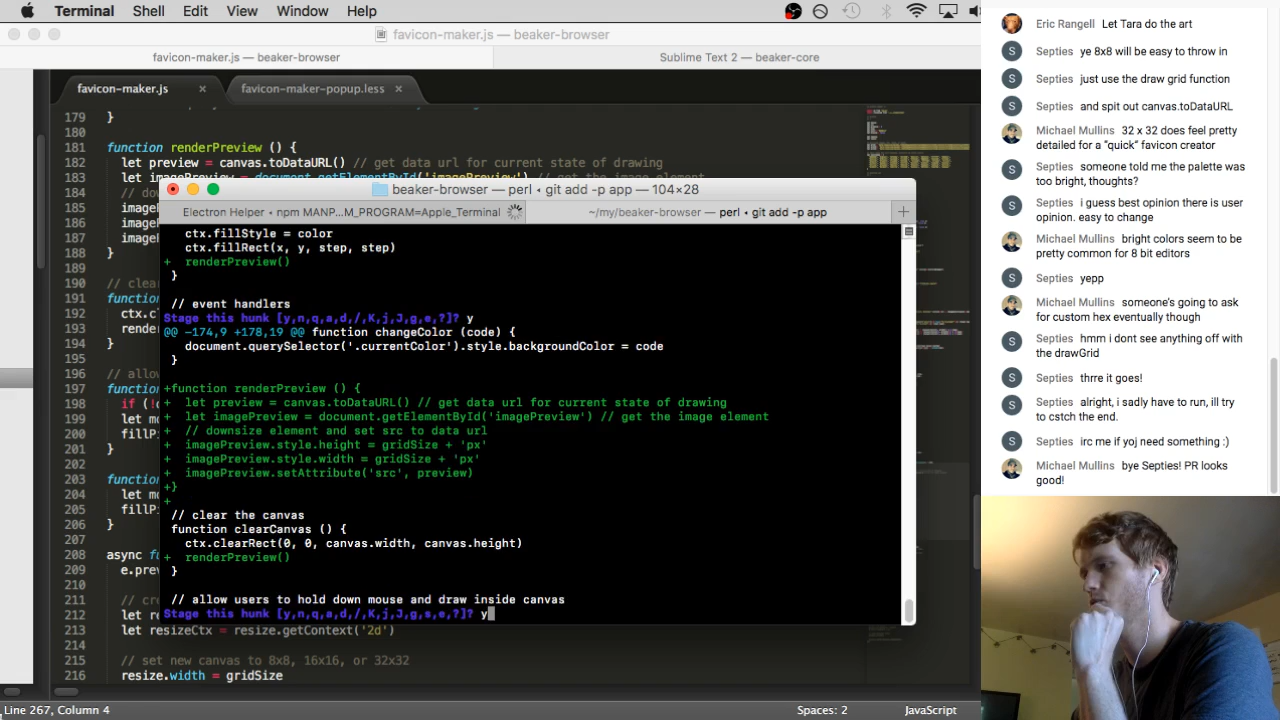 Terminal Shell Edit View Window Help
favicon-maker.js — beaker-browser
favicon-maker.js — beaker-browser
Sublime Text 2 — beaker-core
favicon-maker.js ×
favicon-maker-popup.less ×
179 }
180
181 function renderPreview () {
182 let preview = canvas.toDataURL() // get data url for current state of drawing
183 let imagePreview = document.getElementById('imagePreview') // get the image element
184 // do
185 image
186 image
187 image
188 }
189
190 // clea
191 functio
192 ctx.c
193 rende
194 }
195
196 // allo
197 functio
198 if (!
199 let mo
200 fillP
201 }
202
203 functio
204 let mo
205 fillP
206 }
207
208 async fu
209 e.prev
210
211 // cre
212 let re
213 let resizeCtx = resize.getContext('2d')
214
215 // set new canvas to 8x8, 16x16, or 32x32
216 resize.width = gridSize
beaker-browser — perl ‹ git add -p app — 104×28
Electron Helper ‹ npm MANP...M_PROGRAM=Apple_Terminal
~/my/beaker-browser — perl ‹ git add -p app
+
ctx.fillStyle = color
ctx.fillRect(x, y, step, step)
+ renderPreview()
}
// event handlers
Stage this hunk [y,n,q,a,d,/,K,j,J,g,e,?]? y
@@ -174,9 +178,19 @@ function changeColor (code) {
document.querySelector('.currentColor').style.backgroundColor = code
}
+function renderPreview () {
+ let preview = canvas.toDataURL() // get data url for current state of drawing
+ let imagePreview = document.getElementById('imagePreview') // get the image element
+ // downsize element and set src to data url
+ imagePreview.style.height = gridSize + 'px'
+ imagePreview.style.width = gridSize + 'px'
+ imagePreview.setAttribute('src', preview)
+}
+
// clear the canvas
function clearCanvas () {
ctx.clearRect(0, 0, canvas.width, canvas.height)
+ renderPreview()
}
// allow users to hold down mouse and draw inside canvas
Stage this hunk [y,n,q,a,d,/,K,j,J,g,s,e,?]? y
Line 267, Column 4
Spaces: 2
JavaScript
Eric Rangell Let Tara do the art
S Septies ye 8x8 will be easy to throw in
S Septies just use the draw grid function
S Septies and spit out canvas.toDataURL
Michael Mullins 32 x 32 does feel pretty
detailed for a "quick" favicon creator
S Septies someone told me the palette was
too bright, thoughts?
S Septies i guess best opinion there is user
opinion. easy to change
Michael Mullins bright colors seem to be
pretty common for 8 bit editors
S Septies yepp
Michael Mullins someone's going to ask
for custom hex eventually though
S Septies hmm i dont see anything off with
the drawGrid
S Septies thrre it goes!
S Septies alright, i sadly have to run, ill try
to cstch the end.
S Septies irc me if yoj need something :)
Michael Mullins bye Septies! PR looks
good!